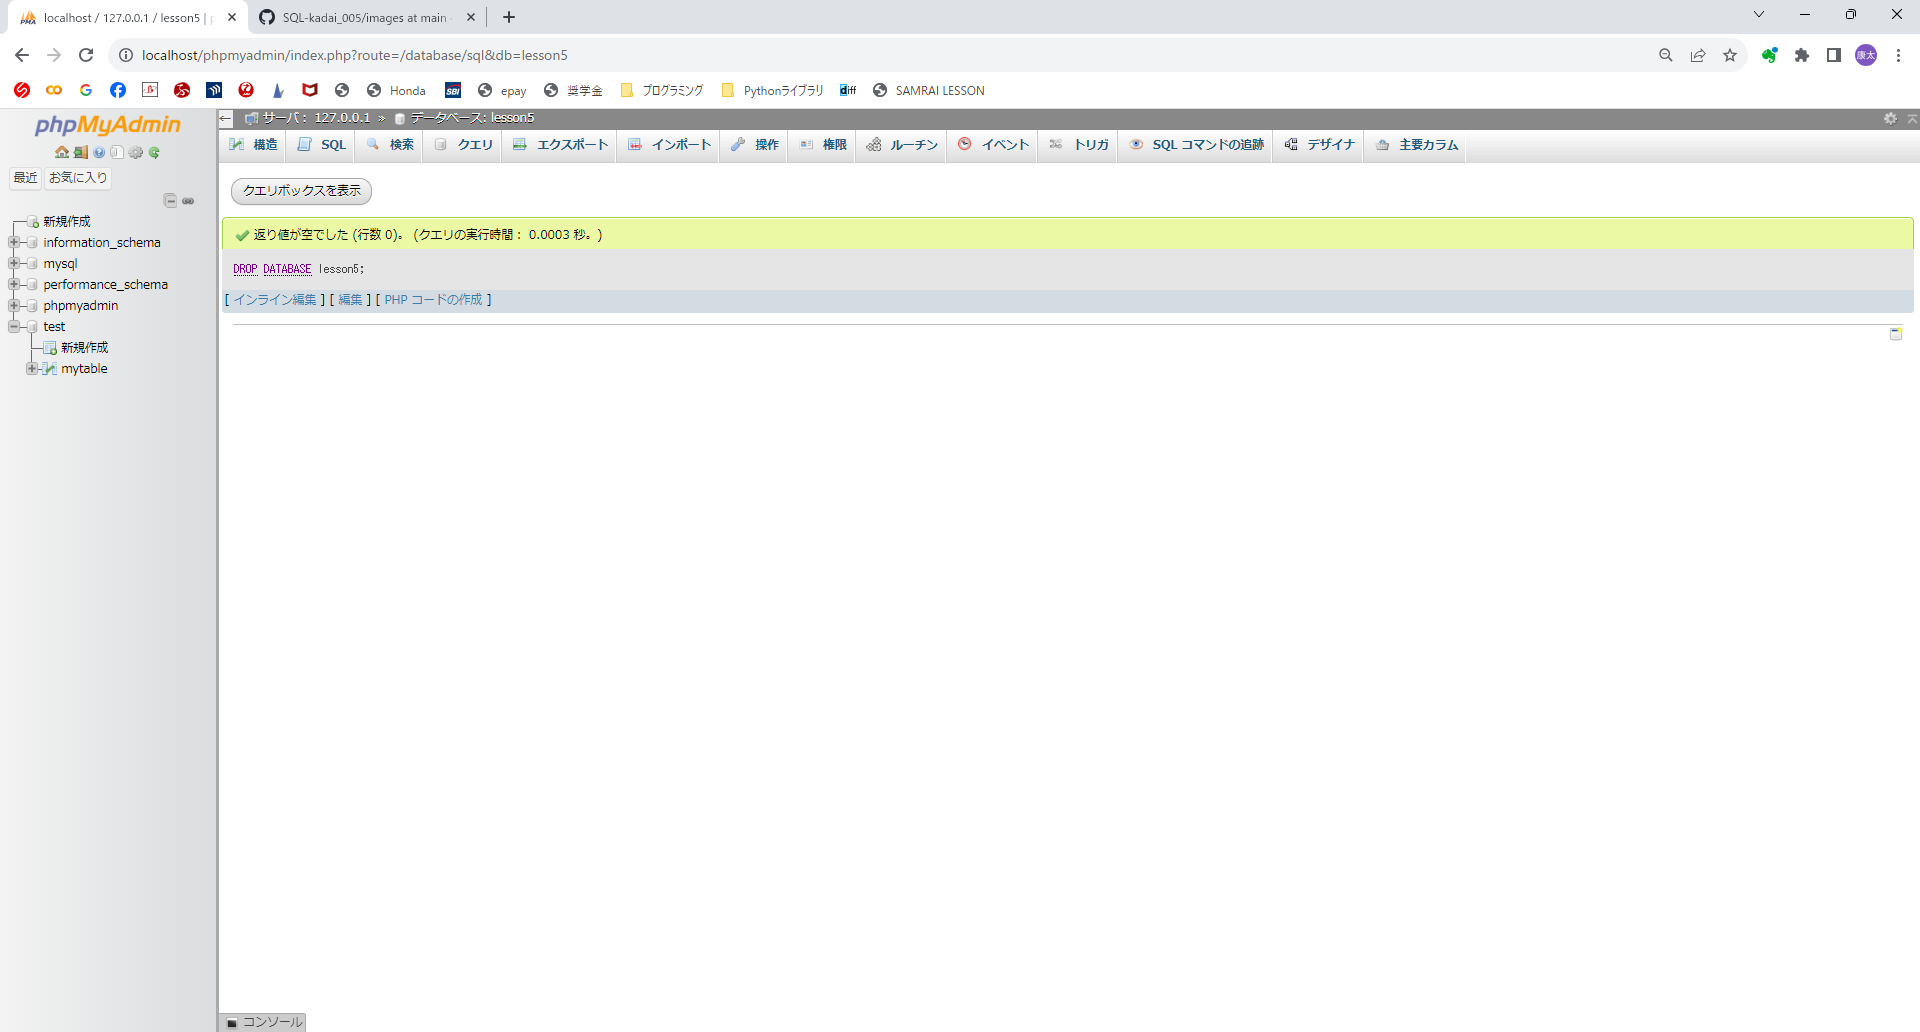 localhost / 127.0.0.1 / lesson5 |
SQL-kadai_005/images at main
localhost/phpmyadmin/index.php?route=/database/sql&db=lesson5
康太
Honda
SBI
epay
奨学金
プログラミング
Pythonライブラリ
diff
SAMRAI LESSON
phpMyAdmin
最近
お気に入り
新規作成
information_schema
mysql
performance_schema
phpmyadmin
test
新規作成
mytable
サーバ: 127.0.0.1 » データベース: lesson5
構造
SQL
検索
クエリ
エクスポート
インポート
操作
権限
ルーチン
イベント
トリガ
SQL コマンドの追跡
デザイナ
主要カラム
クエリボックスを表示
返り値が空でした (行数 0)。 (クエリの実行時間: 0.0003 秒。)
DROP DATABASE lesson5;
[ インライン編集 ] [ 編集 ] [ PHP コードの作成 ]
コンソール